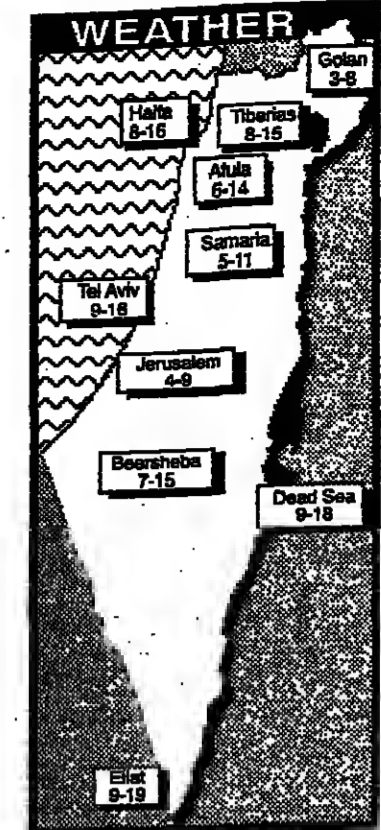 WEATHER
Golan
3-8
Haifa
8-16
Tiberias
8-15
Afula
6-14
Samaria
5-11
Tel Aviv
9-16
Jerusalem
4-9
Beersheba
7-15
Dead Sea
9-18
Eilat
9-19